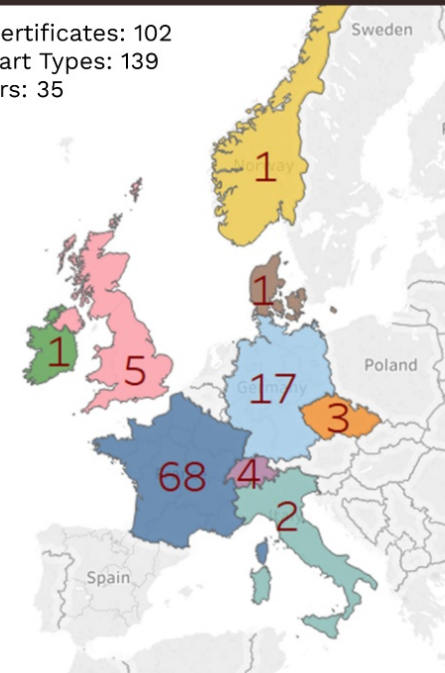 ertificates: 102
art Types: 139
rs: 35
Sweden
Norway
1
1
1
5
Germany
17
Poland
3
68
4
2
Spain